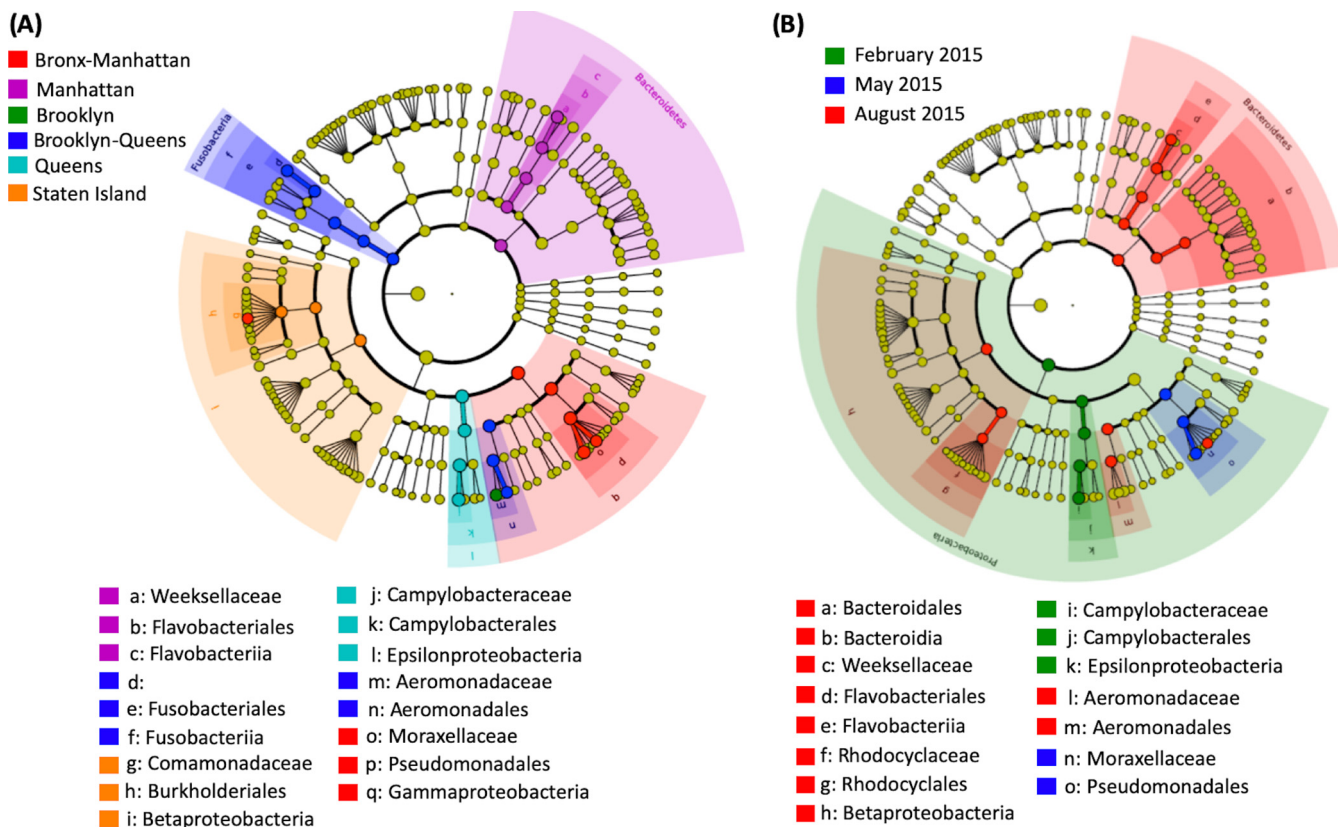 (A)
Bronx-Manhattan
Manhattan
Brooklyn
Brooklyn-Queens
Queens
Staten Island
Fusobacteria
f
e
d
c
b
a
Bacteroidetes
h
g
l
k
l
m
n
o
p
q
a: Weeksellaceae
b: Flavobacteriales
c: Flavobacteriia
d:
e: Fusobacteriales
f: Fusobacteriia
g: Comamonadaceae
h: Burkholderiales
i: Betaproteobacteria
j: Campylobacteraceae
k: Campylobacterales
l: Epsilonproteobacteria
m: Aeromonadaceae
n: Aeromonadales
o: Moraxellaceae
p: Pseudomonadales
q: Gammaproteobacteria
(B)
February 2015
May 2015
August 2015
e
d
c
Bacteroidetes
b
a
h
g
f
Proteobacteria
k
j
i
l
m
n
o
a: Bacteroidales
b: Bacteroidia
c: Weeksellaceae
d: Flavobacteriales
e: Flavobacteriia
f: Rhodocyclaceae
g: Rhodocyclales
h: Betaproteobacteria
i: Campylobacteraceae
j: Campylobacterales
k: Epsilonproteobacteria
l: Aeromonadaceae
m: Aeromonadales
n: Moraxellaceae
o: Pseudomonadales